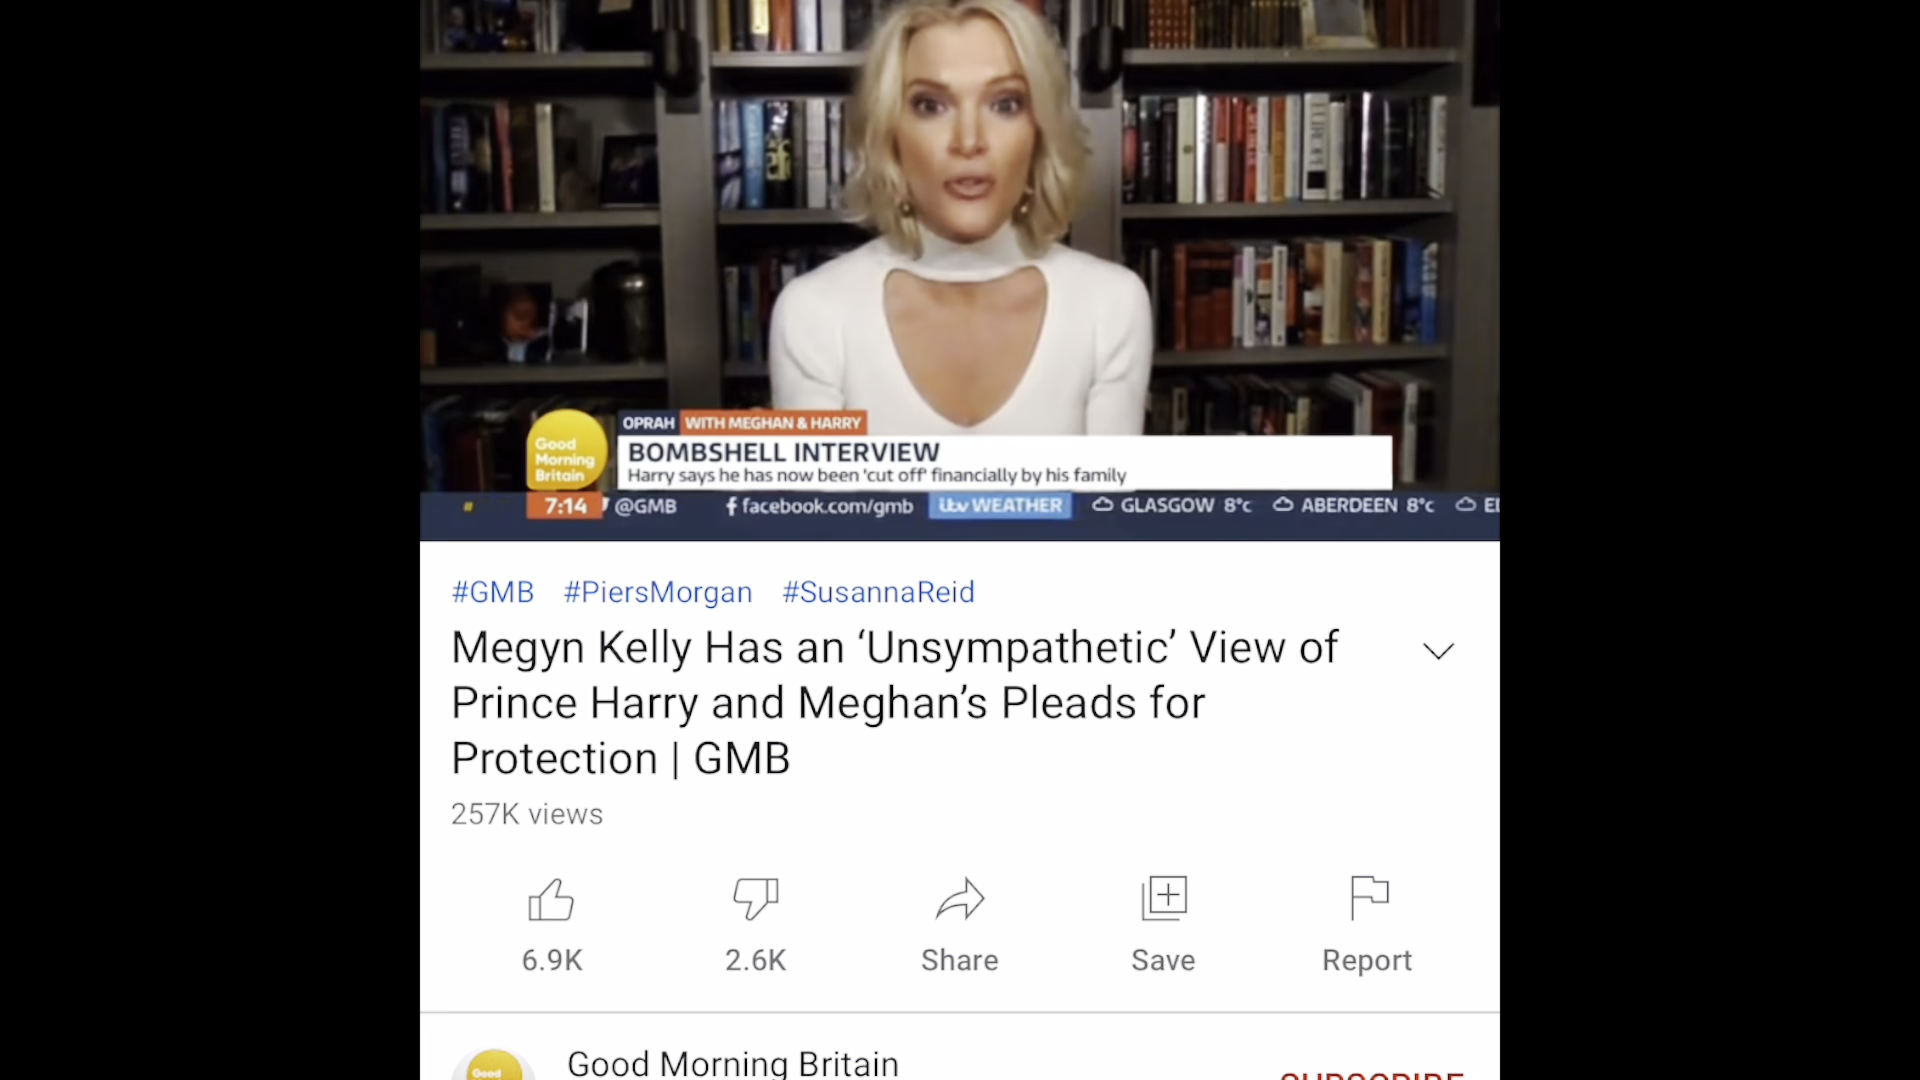 OPRAH WITH MEGHAN & HARRY
Good
Morning
Britain
BOMBSHELL INTERVIEW
Harry says he has now been 'cut off' financially by his family
# 7:14 @GMB facebook.com/gmb itv WEATHER GLASGOW 8°c ABERDEEN 8°c
#GMB #PiersMorgan #SusannaReid
Megyn Kelly Has an ‘Unsympathetic’ View of
Prince Harry and Meghan’s Pleads for
Protection | GMB
257K views
6.9K 2.6K Share Save Report
Good
Good Morning Britain
SUBSCRIBE